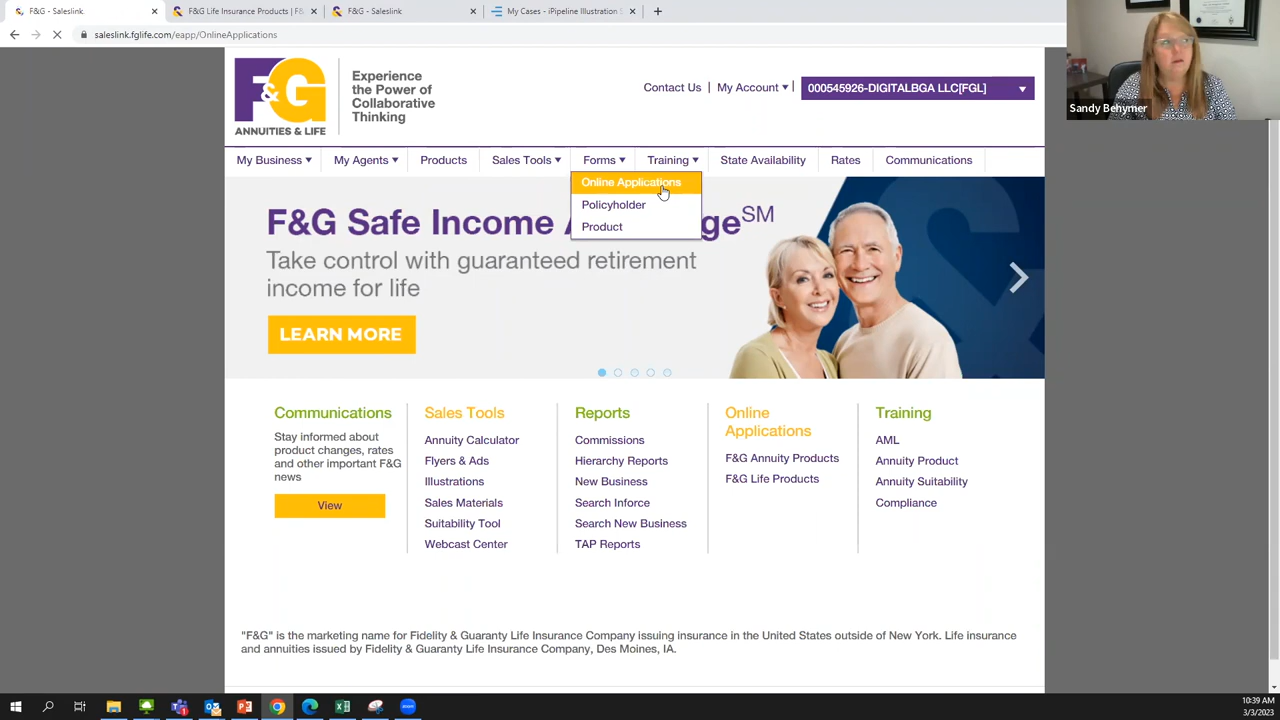 F&G - Saleslink.
F&G Life Insurance Products | F&
F&G - Saleslink.
My Cases - iPipeline Illustration S
saleslink.fglife.com/eapp/OnlineApplications
F&G
ANNUITIES & LIFE
Experience
the Power of
Collaborative
Thinking
Contact Us | My Account
000545926-DIGITALBGA LLC[FGL]
Sandy Behymer
My Business My Agents Products Sales Tools Forms Training State Availability Rates Communications
Online Applications
Policyholder
Product
F&G Safe Income A ge SM
Take control with guaranteed retirement
income for life
LEARN MORE
Communications
Stay informed about
product changes, rates
and other important F&G
news
View
Sales Tools
Annuity Calculator
Flyers & Ads
Illustrations
Sales Materials
Suitability Tool
Webcast Center
Reports
Commissions
Hierarchy Reports
New Business
Search Inforce
Search New Business
TAP Reports
Online
Applications
F&G Annuity Products
F&G Life Products
Training
AML
Annuity Product
Annuity Suitability
Compliance
"F&G" is the marketing name for Fidelity & Guaranty Life Insurance Company issuing insurance in the United States outside of New York. Life insurance
and annuities issued by Fidelity & Guaranty Life Insurance Company, Des Moines, IA.
10:39 AM
3/3/2023